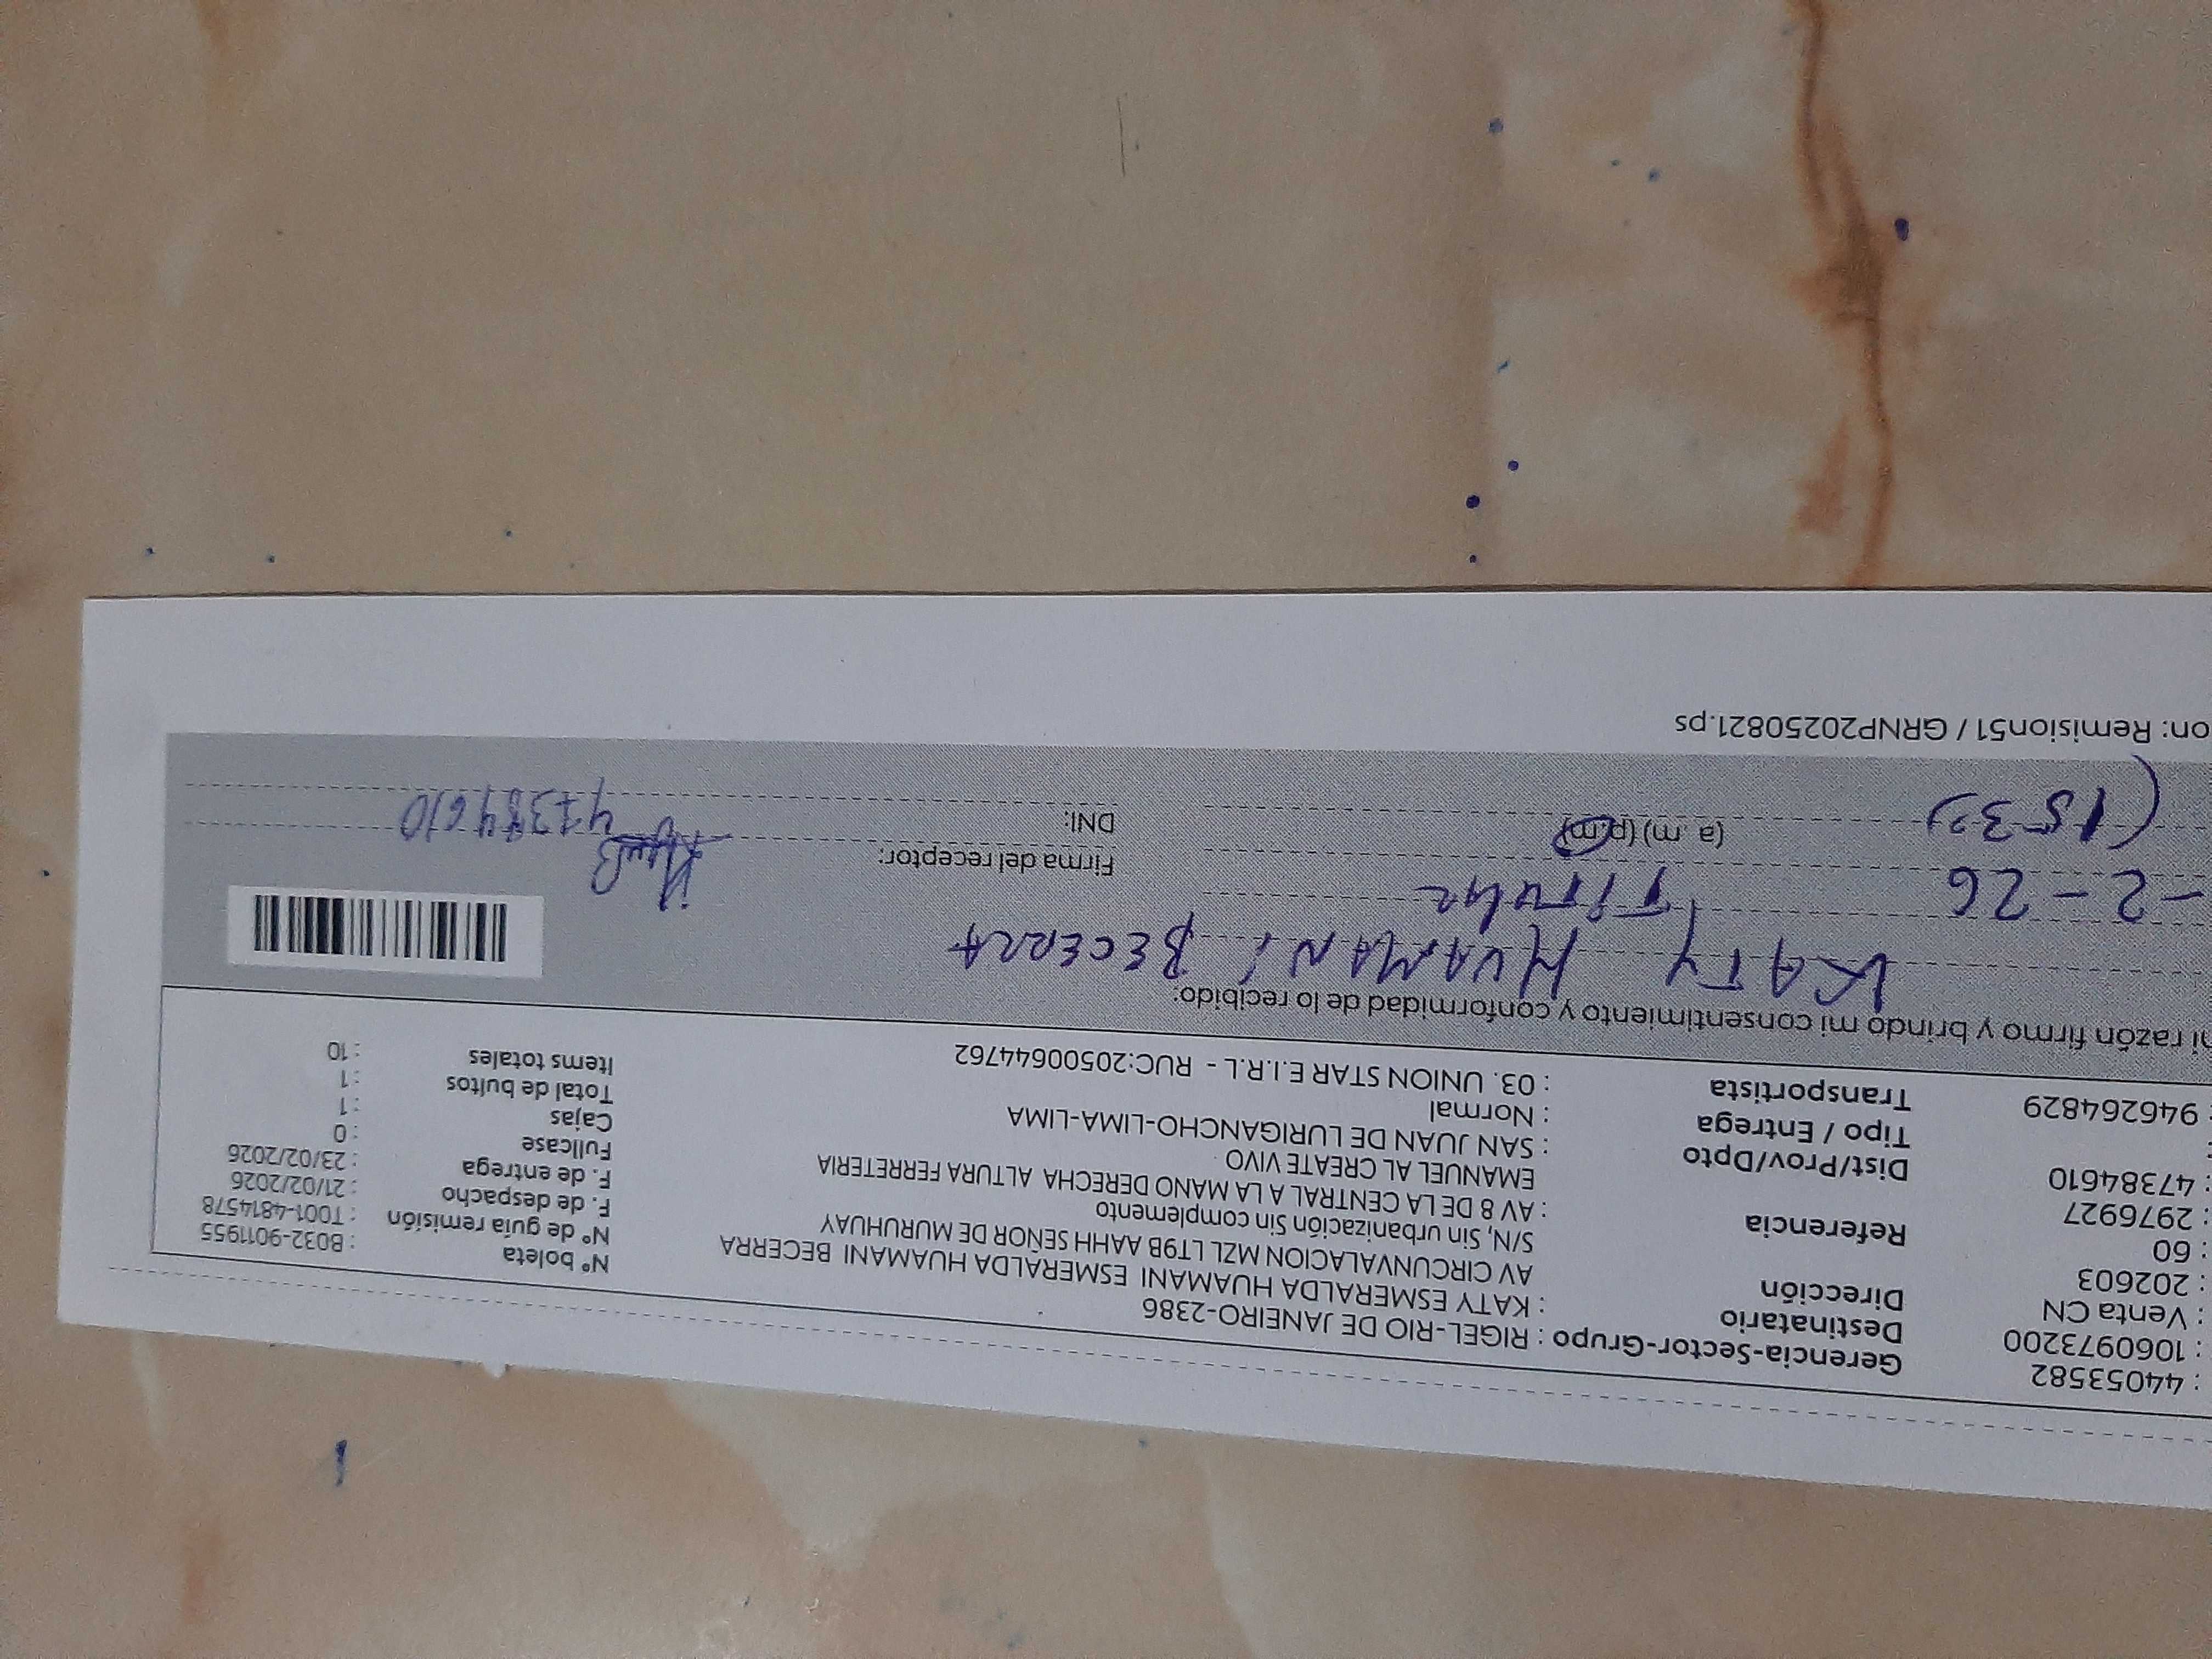 : 44053582 Gerencia-Sector-Grupo : RIGEL-RIO DE JANEIRO-2386
: 1060973200 Destinatario : KATY ESMERALDA HUAMANI ESMERALDA HUAMANI BECERRA
: Venta CN Dirección AV CIRCUNVALACION MZL LT9B AAHH SEÑOR DE MURUHUAY
: 202603 S/N, Sin urbanización Sin complemento
: 60 Referencia : AV 8 DE LA CENTRAL A LA MANO DERECHA ALTURA FERRETERIA
: 2976927 EMANUEL AL CREATE VIVO
: 47384610 Dist/Prov/Dpto : SAN JUAN DE LURIGANCHO-LIMA-LIMA
: Tipo / Entrega : Normal
: 946264829 Transportista : 03. UNION STAR E.I.R.L - RUC:20500644762
N° boleta : B032-9011955
N° de guía remisión : T001-4814578
F. de despacho : 21/02/2026
F. de entrega : 23/02/2026
Fullcase : 0
Cajas : 1
Total de bultos : 1
Items totales : 10
mi razón firmo y brindo mi consentimiento y conformidad de lo recibido:
KATY HUAMANI BECERRA
-2-26 Titular
Firma del receptor:
(1532) (a. m) (p.m)
DNI: 47384610
on: Remision51 / GRNP20250821.ps